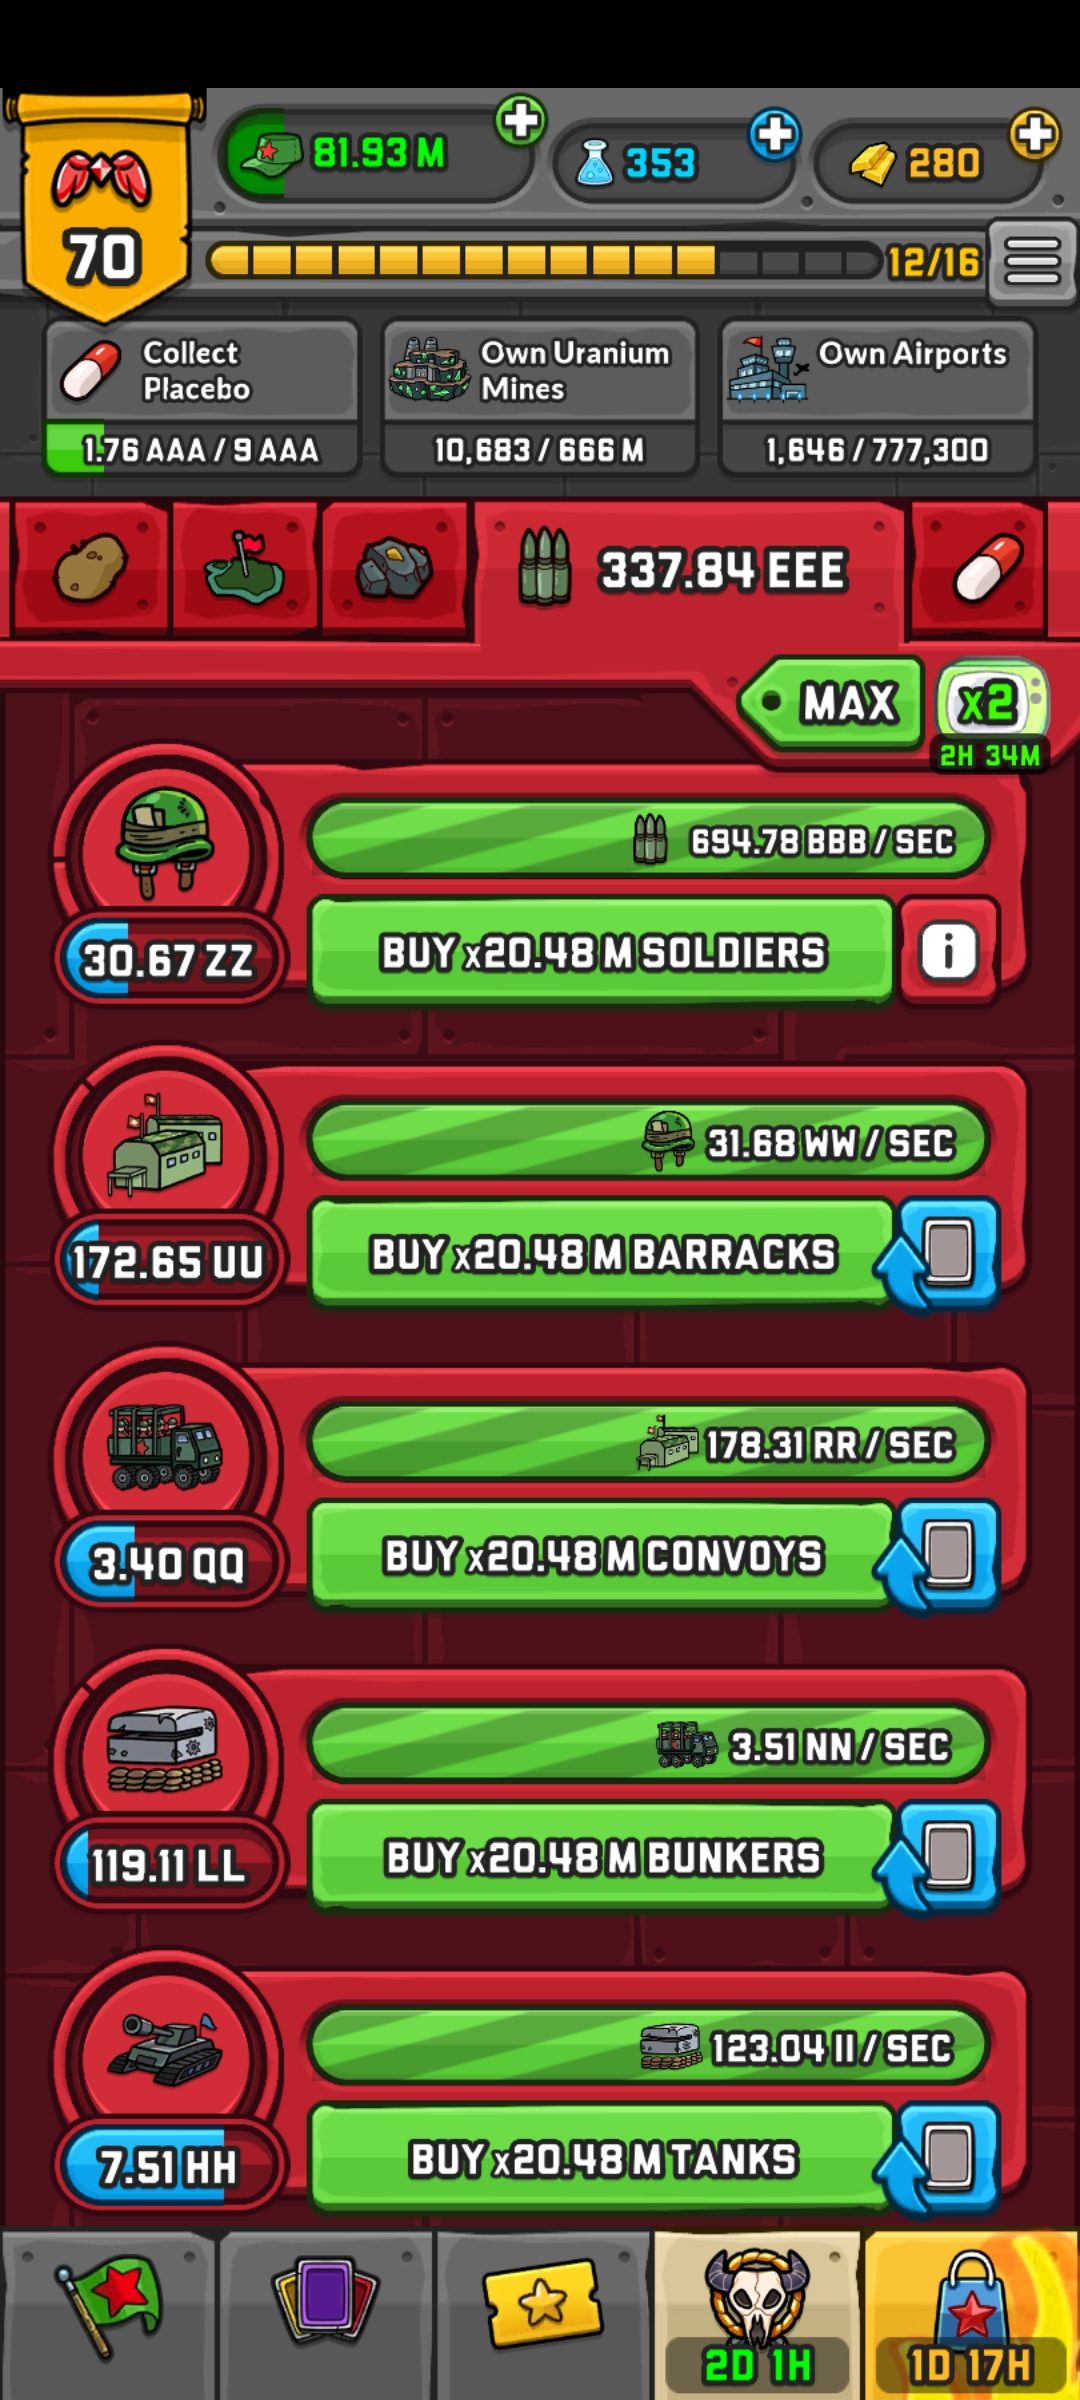 81.93 M
353
280
70
12/16
Collect
Placebo
1.76 AAA / 9 AAA
Own Uranium
Mines
10,683 / 666 M
Own Airports
1,646 / 777,300
337.84 EEE
MAX
x2
2H 34M
694.78 BBB / SEC
30.67 ZZ
BUY x20.48 M SOLDIERS
i
31.68 WW / SEC
172.65 UU
BUY x20.48 M BARRACKS
178.31 RR / SEC
3.40 QQ
BUY x20.48 M CONVOYS
3.51 NN / SEC
119.11 LL
BUY x20.48 M BUNKERS
123.04 II / SEC
7.51 HH
BUY x20.48 M TANKS
2D 1H
1D 17H